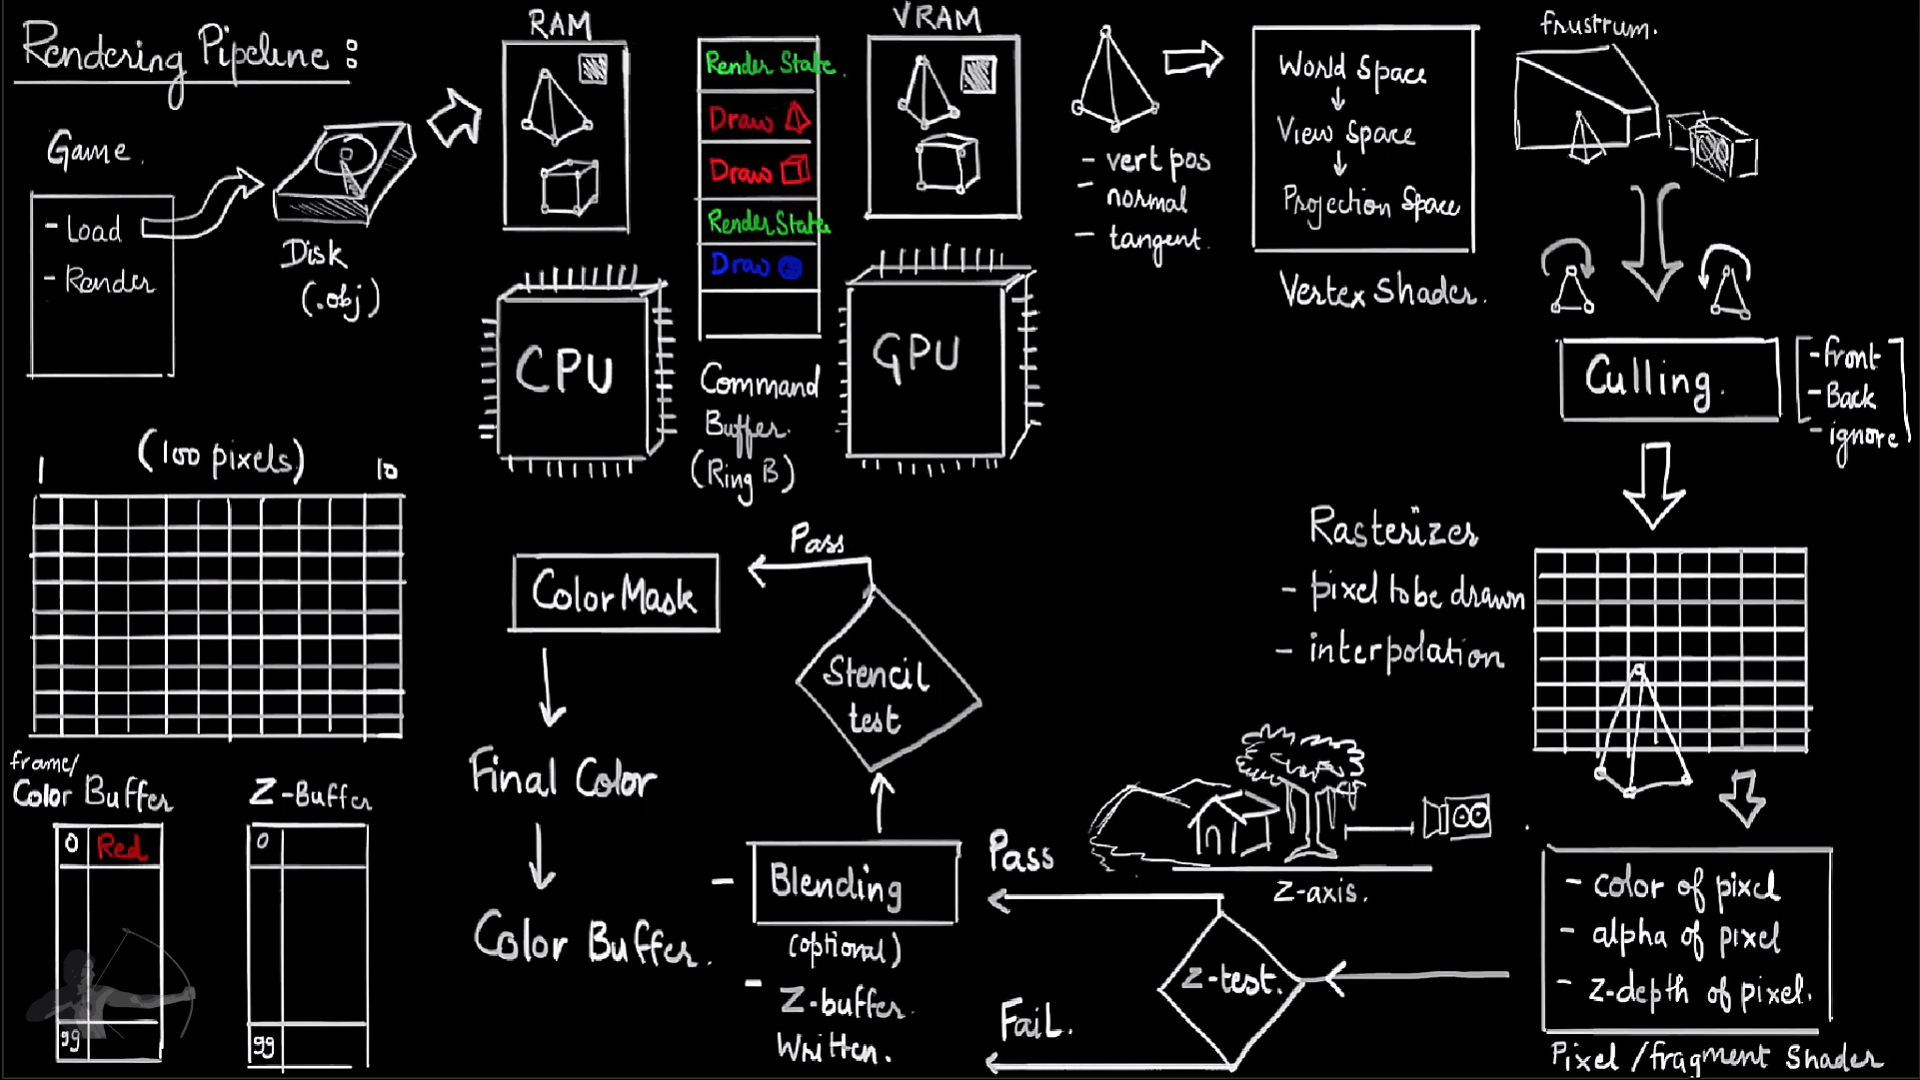 Rendering Pipeline :
Game.
- Load
- Render
Disk
(.obj)
RAM
CPU
Render State.
Draw
Draw
Render State
Draw
Command
Buffer.
(Ring B)
VRAM
GPU
- vert pos
- normal
- tangent.
World Space
View Space
Projection Space
Vertex Shader.
frustrum.
Culling.
- front
- Back
- ignore
Rasterizes
- pixel to be drawn
- interpolation
- color of pixel
- alpha of pixel
- z-depth of pixel.
Pixel / fragment Shader
z-axis.
z-test.
Pass
Fail.
- Blending
(optional)
- Z-buffer
Written.
Stencil
test
Pass
Color Mask
Final Color
Color Buffer.
(100 pixels)
1
10
frame/
Color Buffer
0 Red
99
Z-Buffer
0
99